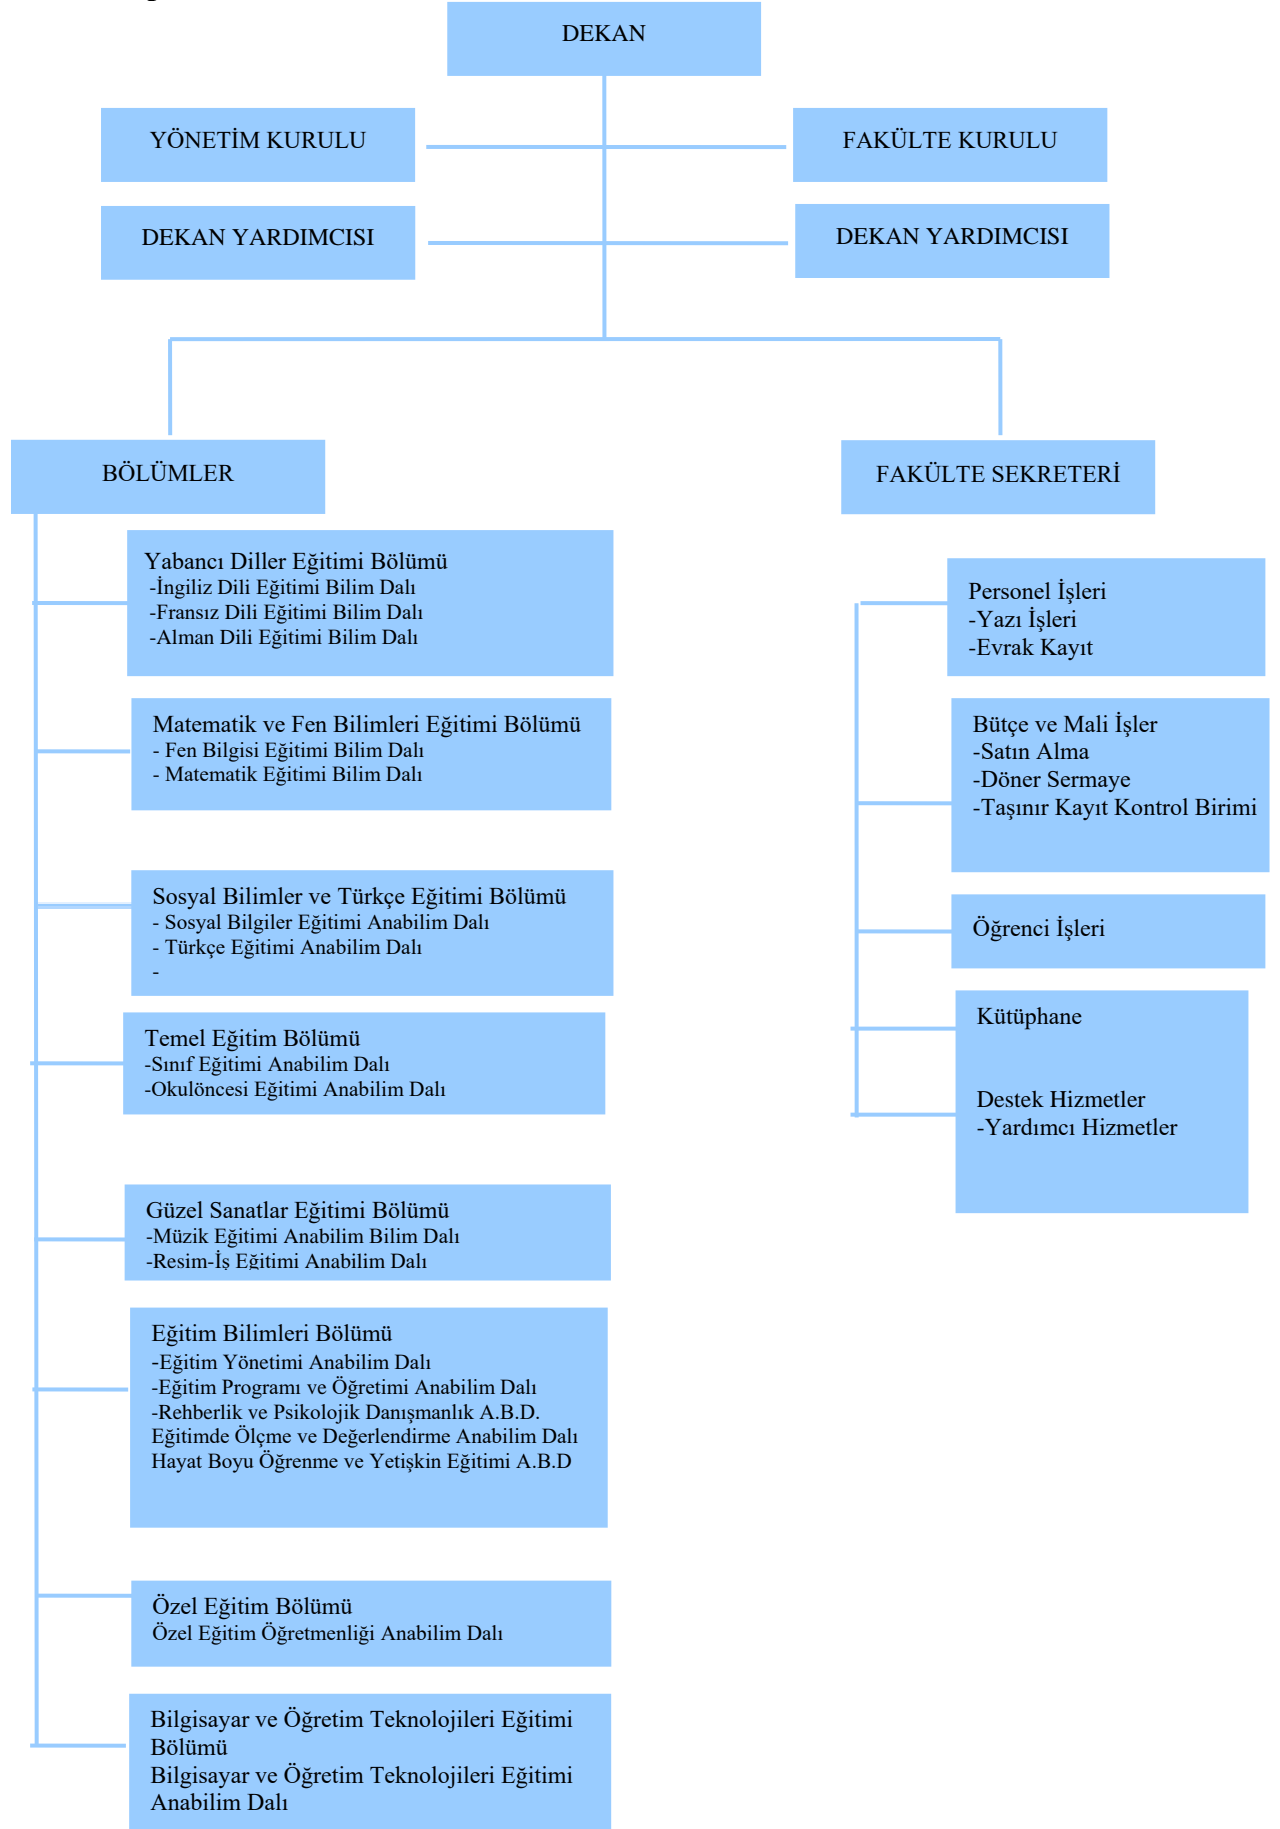 DEKAN
YÖNETİM KURULU
FAKÜLTE KURULU
DEKAN YARDIMCISI
DEKAN YARDIMCISI
BÖLÜMLER
FAKÜLTE SEKRETERİ
Yabancı Diller Eğitimi Bölümü
-İngiliz Dili Eğitimi Bilim Dalı
-Fransız Dili Eğitimi Bilim Dalı
-Alman Dili Eğitimi Bilim Dalı
Matematik ve Fen Bilimleri Eğitimi Bölümü
- Fen Bilgisi Eğitimi Bilim Dalı
- Matematik Eğitimi Bilim Dalı
Sosyal Bilimler ve Türkçe Eğitimi Bölümü
- Sosyal Bilgiler Eğitimi Anabilim Dalı
- Türkçe Eğitimi Anabilim Dalı
-
Temel Eğitim Bölümü
-Sınıf Eğitimi Anabilim Dalı
-Okulöncesi Eğitimi Anabilim Dalı
Güzel Sanatlar Eğitimi Bölümü
-Müzik Eğitimi Anabilim Bilim Dalı
-Resim-İş Eğitimi Anabilim Dalı
Eğitim Bilimleri Bölümü
-Eğitim Yönetimi Anabilim Dalı
-Eğitim Programı ve Öğretimi Anabilim Dalı
-Rehberlik ve Psikolojik Danışmanlık A.B.D.
Eğitimde Ölçme ve Değerlendirme Anabilim Dalı
Hayat Boyu Öğrenme ve Yetişkin Eğitimi A.B.D
Özel Eğitim Bölümü
Özel Eğitim Öğretmenliği Anabilim Dalı
Bilgisayar ve Öğretim Teknolojileri Eğitimi
Bölümü
Bilgisayar ve Öğretim Teknolojileri Eğitimi
Anabilim Dalı
Personel İşleri
-Yazı İşleri
-Evrak Kayıt
Bütçe ve Mali İşler
-Satın Alma
-Döner Sermaye
-Taşınır Kayıt Kontrol Birimi
Öğrenci İşleri
Kütüphane
Destek Hizmetler
-Yardımcı Hizmetler